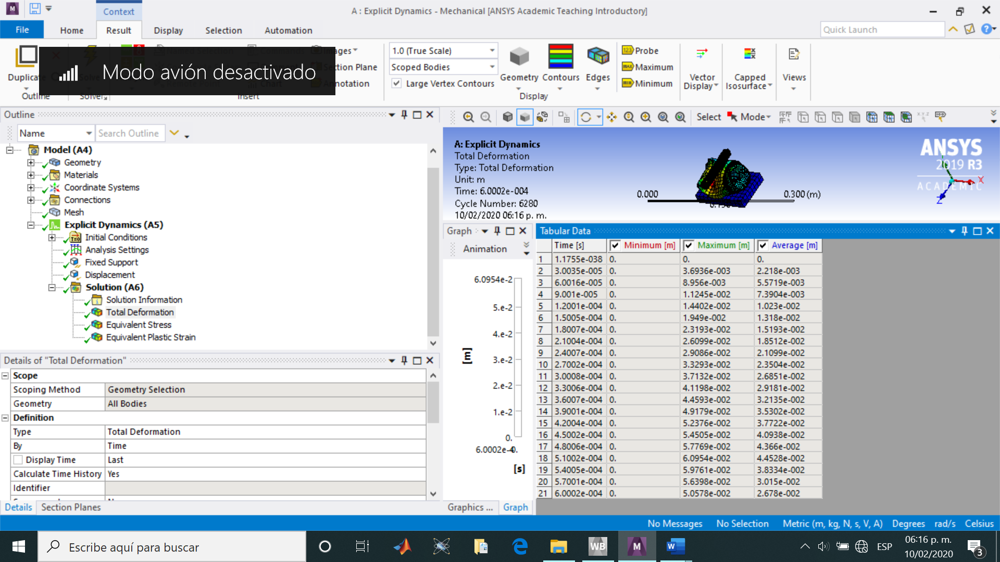 A : Explicit Dynamics - Mechanical [ANSYS Academic Teaching Introductory]
Context
File
Home
Result
Display
Selection
Automation
Quick Launch
Modo avión desactivado
Duplicate
Outline
Solver
Insert
Images
Section Plane
Annotation
1.0 (True Scale)
Scoped Bodies
Large Vertex Contours
Geometry
Contours
Edges
Display
Probe
Maximum
Minimum
Vector Display
Capped Isosurface
Views
Outline
Name
Search Outline
Select
Mode
Model (A4)
Geometry
Materials
Coordinate Systems
Connections
Mesh
Explicit Dynamics (A5)
Initial Conditions
Analysis Settings
Fixed Support
Displacement
Solution (A6)
Solution Information
Total Deformation
Equivalent Stress
Equivalent Plastic Strain
Details of "Total Deformation"
Scope
Scoping Method Geometry Selection
Geometry All Bodies
Definition
Type Total Deformation
By Time
Display Time Last
Calculate Time History Yes
Identifier
Details
Section Planes
A: Explicit Dynamics
Total Deformation
Type: Total Deformation
Unit: m
Time: 6.0002e-004
Cycle Number: 6280
10/02/2020 06:16 p. m.
0.000
0.300 (m)
ANSYS
2019 R3
ACADEMIC
X
Z
Graph
Animation
6.0954e-2
5.e-2
4.e-2
3.e-2
2.e-2
1.e-2
0.
[m]
6.0002e-4
0.
[s]
Graphics ...
Graph
Tabular Data
Time [s] Minimum [m] Maximum [m] Average [m]
1 1.1755e-038 0. 0. 0.
2 3.0035e-005 0. 3.6936e-003 2.218e-003
3 6.0016e-005 0. 8.956e-003 5.5719e-003
4 9.001e-005 0. 1.1245e-002 7.3904e-003
5 1.2001e-004 0. 1.4402e-002 1.023e-002
6 1.5005e-004 0. 1.949e-002 1.318e-002
7 1.8007e-004 0. 2.3193e-002 1.5193e-002
8 2.1004e-004 0. 2.6099e-002 1.8512e-002
9 2.4007e-004 0. 2.9086e-002 2.1099e-002
10 2.7002e-004 0. 3.3293e-002 2.3504e-002
11 3.0008e-004 0. 3.7132e-002 2.6851e-002
12 3.3006e-004 0. 4.1198e-002 2.9181e-002
13 3.6007e-004 0. 4.4593e-002 3.2135e-002
14 3.9001e-004 0. 4.9179e-002 3.5302e-002
15 4.2004e-004 0. 5.2376e-002 3.7722e-002
16 4.5002e-004 0. 5.4505e-002 4.0938e-002
17 4.8006e-004 0. 5.7769e-002 4.366e-002
18 5.1002e-004 0. 6.0954e-002 4.4528e-002
19 5.4005e-004 0. 5.9761e-002 3.8334e-002
20 5.7001e-004 0. 5.6398e-002 3.015e-002
21 6.0002e-004 0. 5.0578e-002 2.678e-002
No Messages
No Selection
Metric (m, kg, N, s, V, A)
Degrees
rad/s
Celsius
Escribe aquí para buscar
WB
M
W
ESP
06:16 p. m.
10/02/2020
3